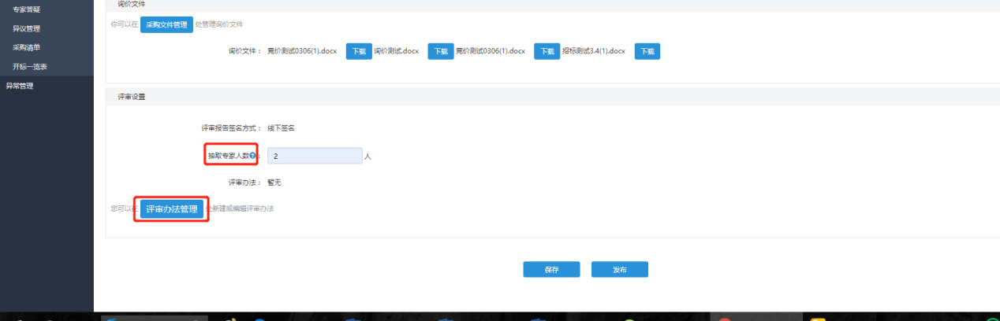 专家答疑
异议管理
采购清单
开标一览表
异常管理
询价文件
你可以在 采购文件管理 处管理询价文件
询价文件： 竞价测试0306(1).docx 下载 询价测试.docx 下载 竞价测试0306(1).docx 下载 招标测试3.4(1).docx 下载
评审设置
评审报告签名方式： 线下签名
抽取专家人数?： 2 人
评审办法： 暂无
您可以在 评审办法管理 处新建或编辑评审办法
保存 发布